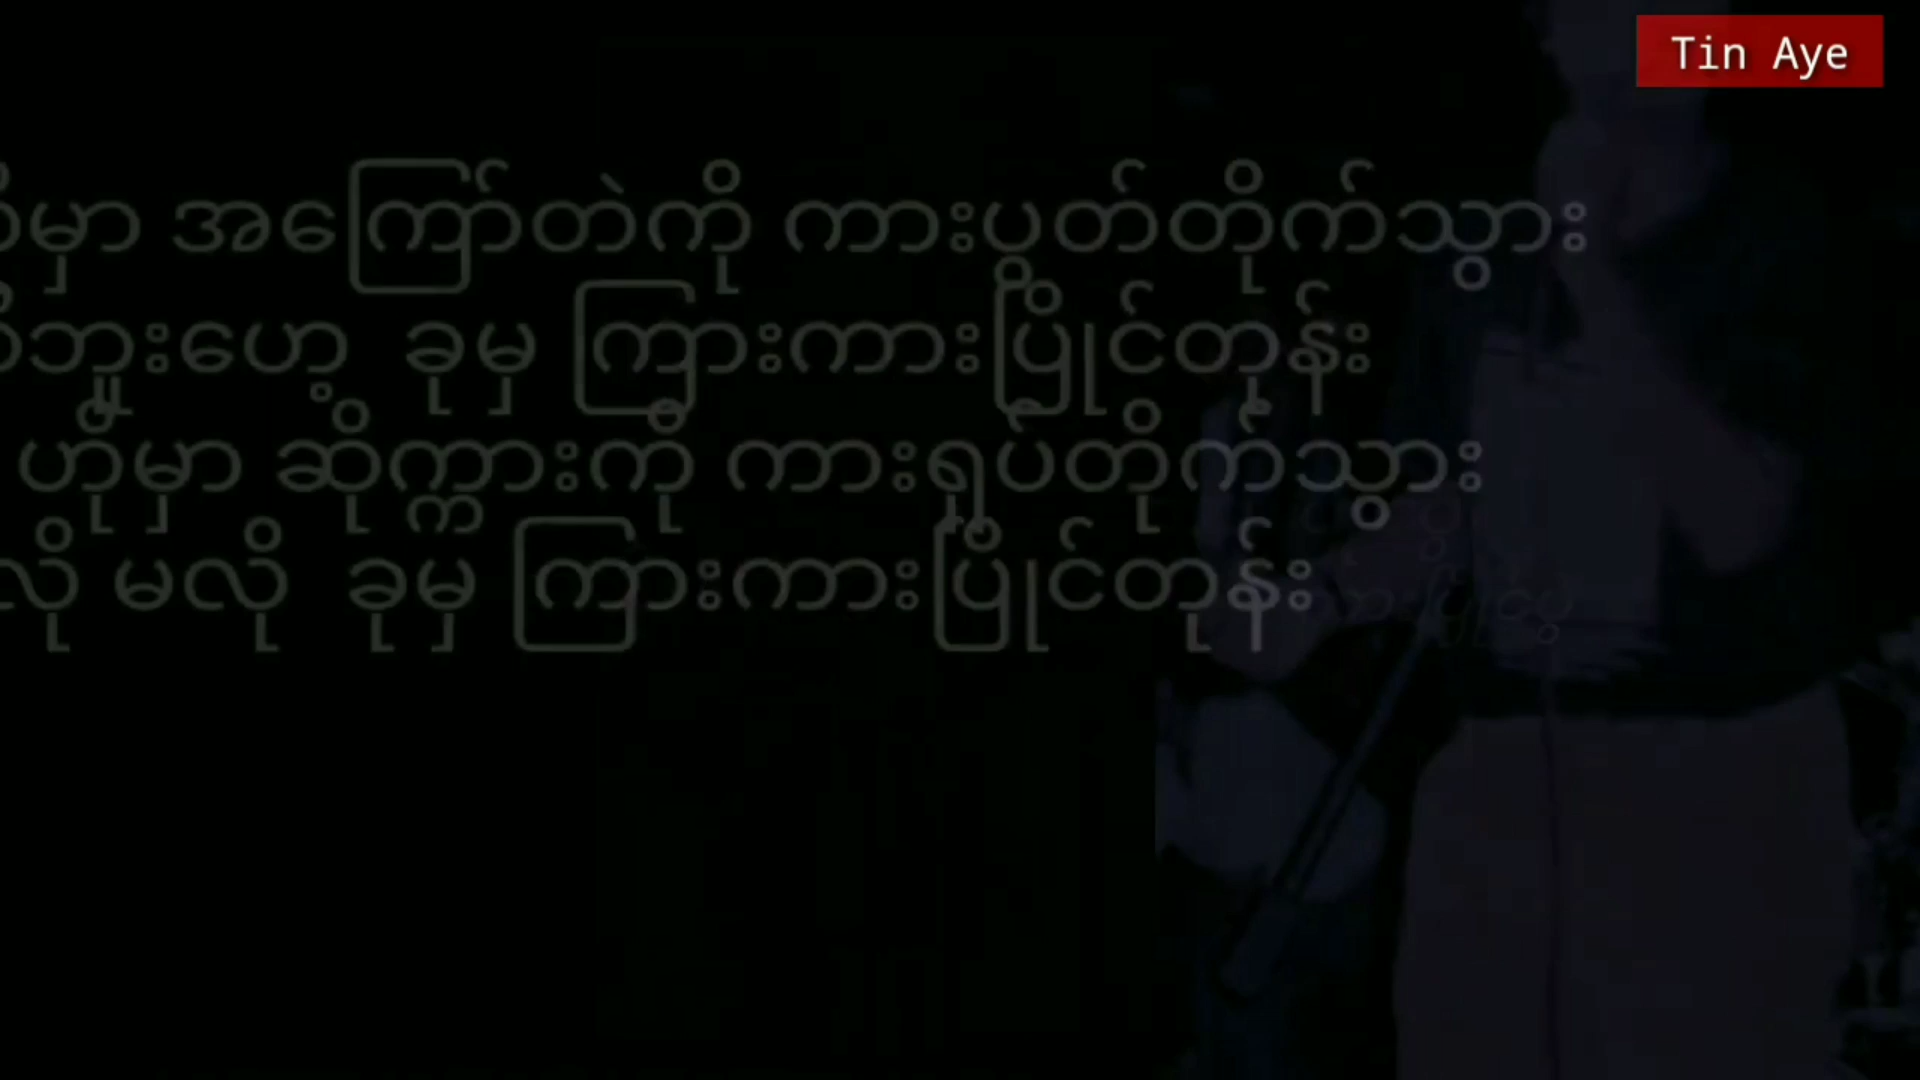 Tin Aye
မှာ အကြော်တဲကို ကားပွတ်တိုက်သွား
ဘူးဟေ့ ခုမှ ကြားကားပြိုင်တုန်း
ဟိုမှာ ဆိုက္ကားကို ကားရှပ်တိုက်သွား
လို့ မလို့ ခုမှ ကြားကားပြိုင်တုန်း